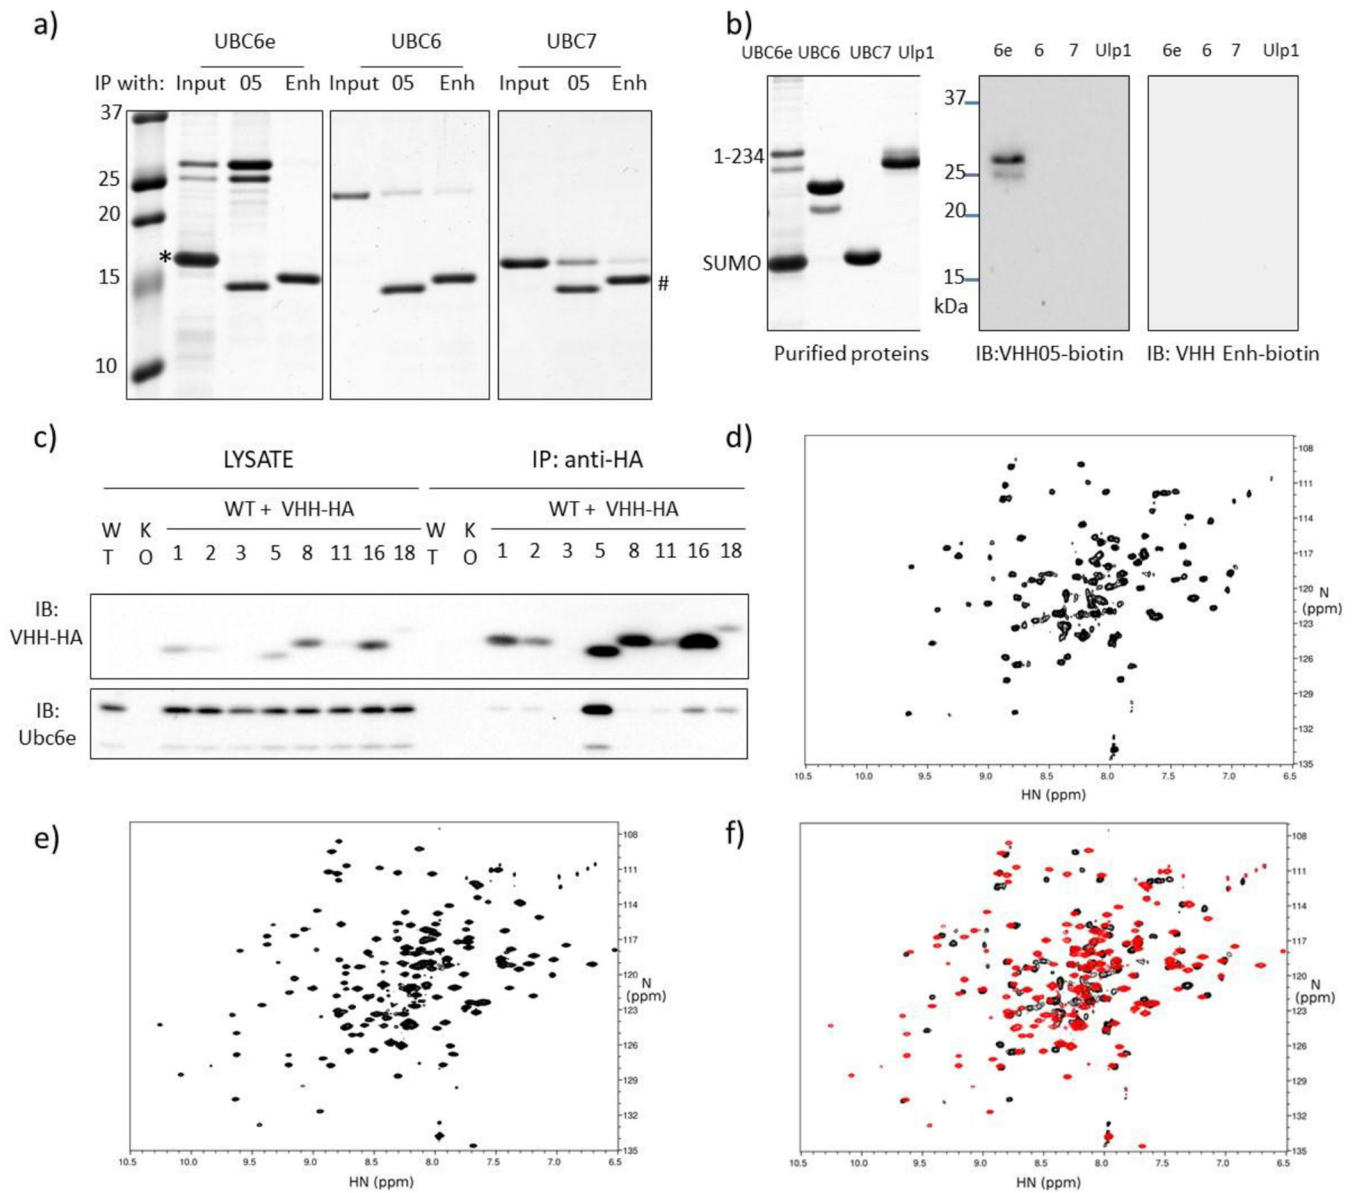 a)
UBC6e UBC6 UBC7
IP with: Input 05 Enh Input 05 Enh Input 05 Enh
37
25
20
*
15
#
10
b)
UBC6e UBC6 UBC7 Ulp1 6e 6 7 Ulp1 6e 6 7 Ulp1
37
1-234
25
20
SUMO
15
kDa
Purified proteins IB:VHH05-biotin IB: VHH Enh-biotin
c)
LYSATE IP: anti-HA
WT + VHH-HA WT + VHH-HA
W K W K
T O 1 2 3 5 8 11 16 18 T O 1 2 3 5 8 11 16 18
IB:
VHH-HA
IB:
Ubc6e
d)
108
111
114
117
120
N
(ppm)
123
126
129
132
135
10.5 10.0 9.5 9.0 8.5 8.0 7.5 7.0 6.5
HN (ppm)
e)
108
111
114
117
120
N
(ppm)
123
126
129
132
135
10.5 10.0 9.5 9.0 8.5 8.0 7.5 7.0 6.5
HN (ppm)
f)
108
111
114
117
120
N
(ppm)
123
126
129
132
135
10.5 10.0 9.5 9.0 8.5 8.0 7.5 7.0 6.5
HN (ppm)